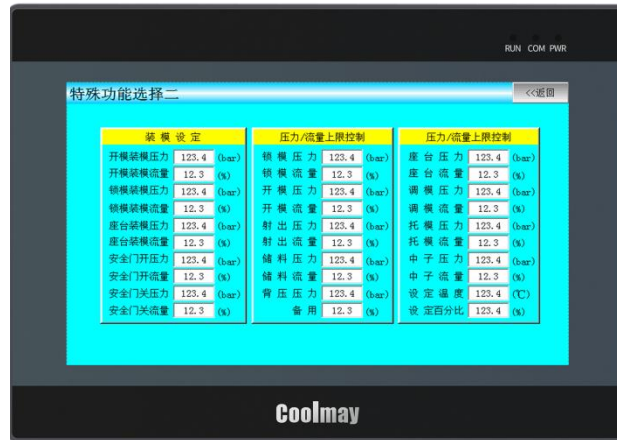 RUN COM PWR
特殊功能选择二
<<返回
装 模 设 定
开模装模压力 123.4 (bar)
开模装模流量 12.3 (%)
锁模装模压力 123.4 (bar)
锁模装模流量 12.3 (%)
座台装模压力 123.4 (bar)
座台装模流量 12.3 (%)
安全门开压力 123.4 (bar)
安全门开流量 12.3 (%)
安全门关压力 123.4 (bar)
安全门关流量 12.3 (%)
压力/流量上限控制
锁 模 压 力 123.4 (bar)
锁 模 流 量 12.3 (%)
开 模 压 力 123.4 (bar)
开 模 流 量 12.3 (%)
射 出 压 力 123.4 (bar)
射 出 流 量 12.3 (%)
储 料 压 力 123.4 (bar)
储 料 流 量 12.3 (%)
背 压 压 力 123.4 (bar)
备 用 12.3 (%)
压力/流量上限控制
座 台 压 力 123.4 (bar)
座 台 流 量 12.3 (%)
调 模 压 力 123.4 (bar)
调 模 流 量 12.3 (%)
托 模 压 力 123.4 (bar)
托 模 流 量 12.3 (%)
中 子 压 力 123.4 (bar)
中 子 流 量 12.3 (%)
设 定 温 度 123.4 (℃)
设 定百分比 123.4 (%)
Coolmay